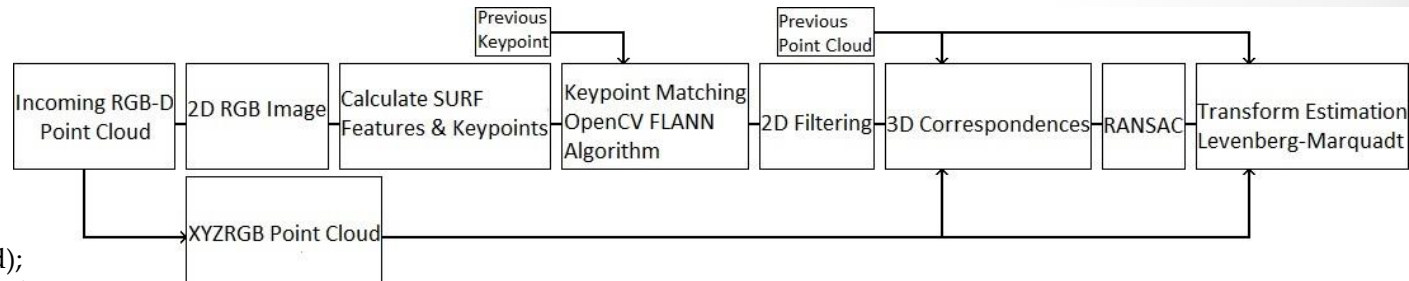 Previous
Keypoint
Previous
Point Cloud
Incoming RGB-D
Point Cloud
2D RGB Image
Calculate SURF
Features & Keypoints
Keypoint Matching
OpenCV FLANN
Algorithm
2D Filtering
3D Correspondences
RANSAC
Transform Estimation
Levenberg-Marquadt
XYZRGB Point Cloud
d);